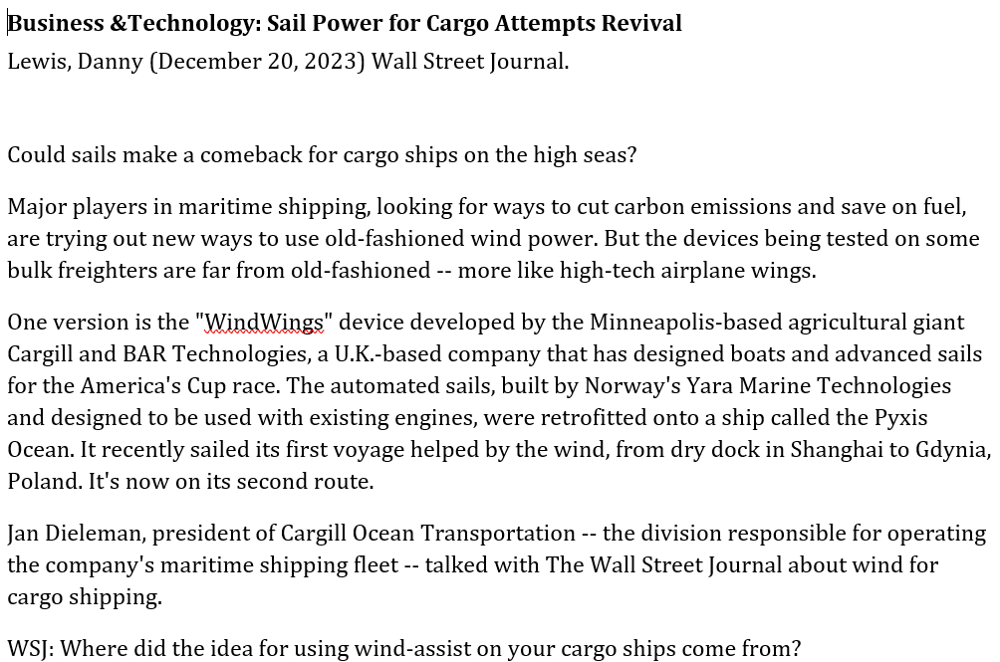 Business &Technology: Sail Power for Cargo Attempts Revival
Lewis, Danny (December 20, 2023) Wall Street Journal.
Could sails make a comeback for cargo ships on the high seas?
Major players in maritime shipping, looking for ways to cut carbon emissions and save on fuel,
are trying out new ways to use old-fashioned wind power. But the devices being tested on some
bulk freighters are far from old-fashioned -- more like high-tech airplane wings.
One version is the "WindWings" device developed by the Minneapolis-based agricultural giant
Cargill and BAR Technologies, a U.K.-based company that has designed boats and advanced sails
for the America's Cup race. The automated sails, built by Norway's Yara Marine Technologies
and designed to be used with existing engines, were retrofitted onto a ship called the Pyxis
Ocean. It recently sailed its first voyage helped by the wind, from dry dock in Shanghai to Gdynia,
Poland. It's now on its second route.
Jan Dieleman, president of Cargill Ocean Transportation -- the division responsible for operating
the company's maritime shipping fleet -- talked with The Wall Street Journal about wind for
cargo shipping.
WSJ: Where did the idea for using wind-assist on your cargo ships come from?